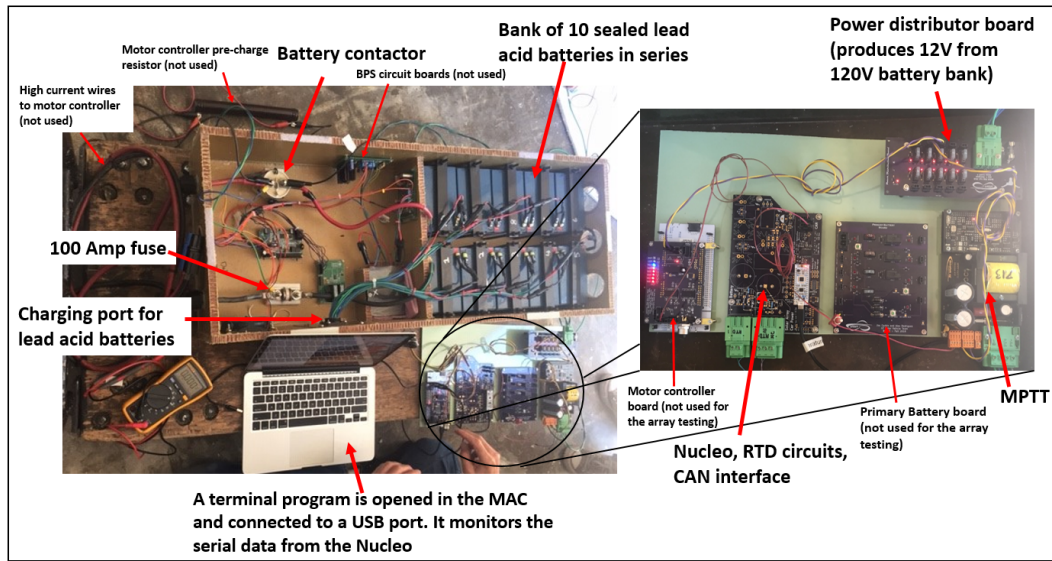 Motor controller pre-charge
resistor (not used)
Battery contactor
BPS circuit boards (not used)
High current wires
to motor controller
(not used)
Bank of 10 sealed lead
acid batteries in series
Power distributor board
(produces 12V from
120V battery bank)
100 Amp fuse
Charging port for
lead acid batteries
Motor controller
board (not used for
the array testing)
Nucleo, RTD circuits,
CAN interface
Primary Battery board
(not used for the array
testing)
MPTT
713
A terminal program is opened in the MAC
and connected to a USB port. It monitors the
serial data from the Nucleo